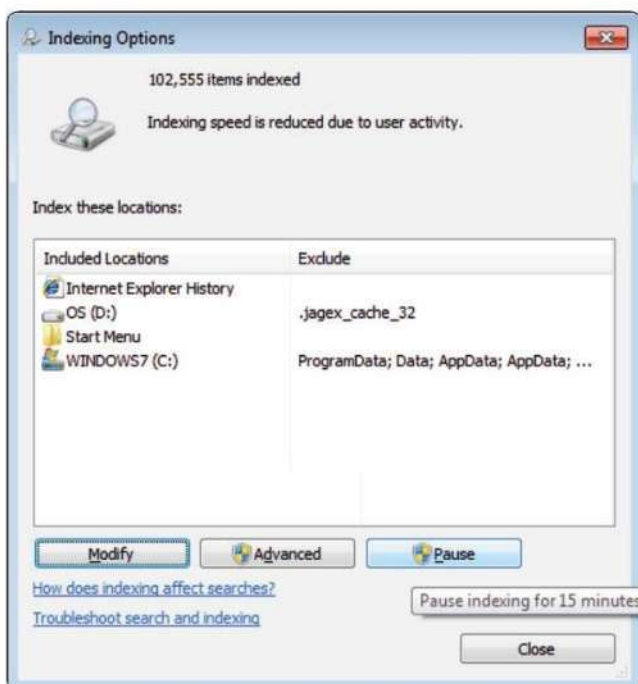 Indexing Options
102,555 items indexed
Indexing speed is reduced due to user activity.
Index these locations:
Included Locations Exclude
Internet Explorer History
OS (D:) .jagex_cache_32
Start Menu
WINDOWS7 (C:) ProgramData; Data; AppData; AppData; ...
Modify Advanced Pause
How does indexing affect searches?
Pause indexing for 15 minutes
Troubleshoot search and indexing
Close